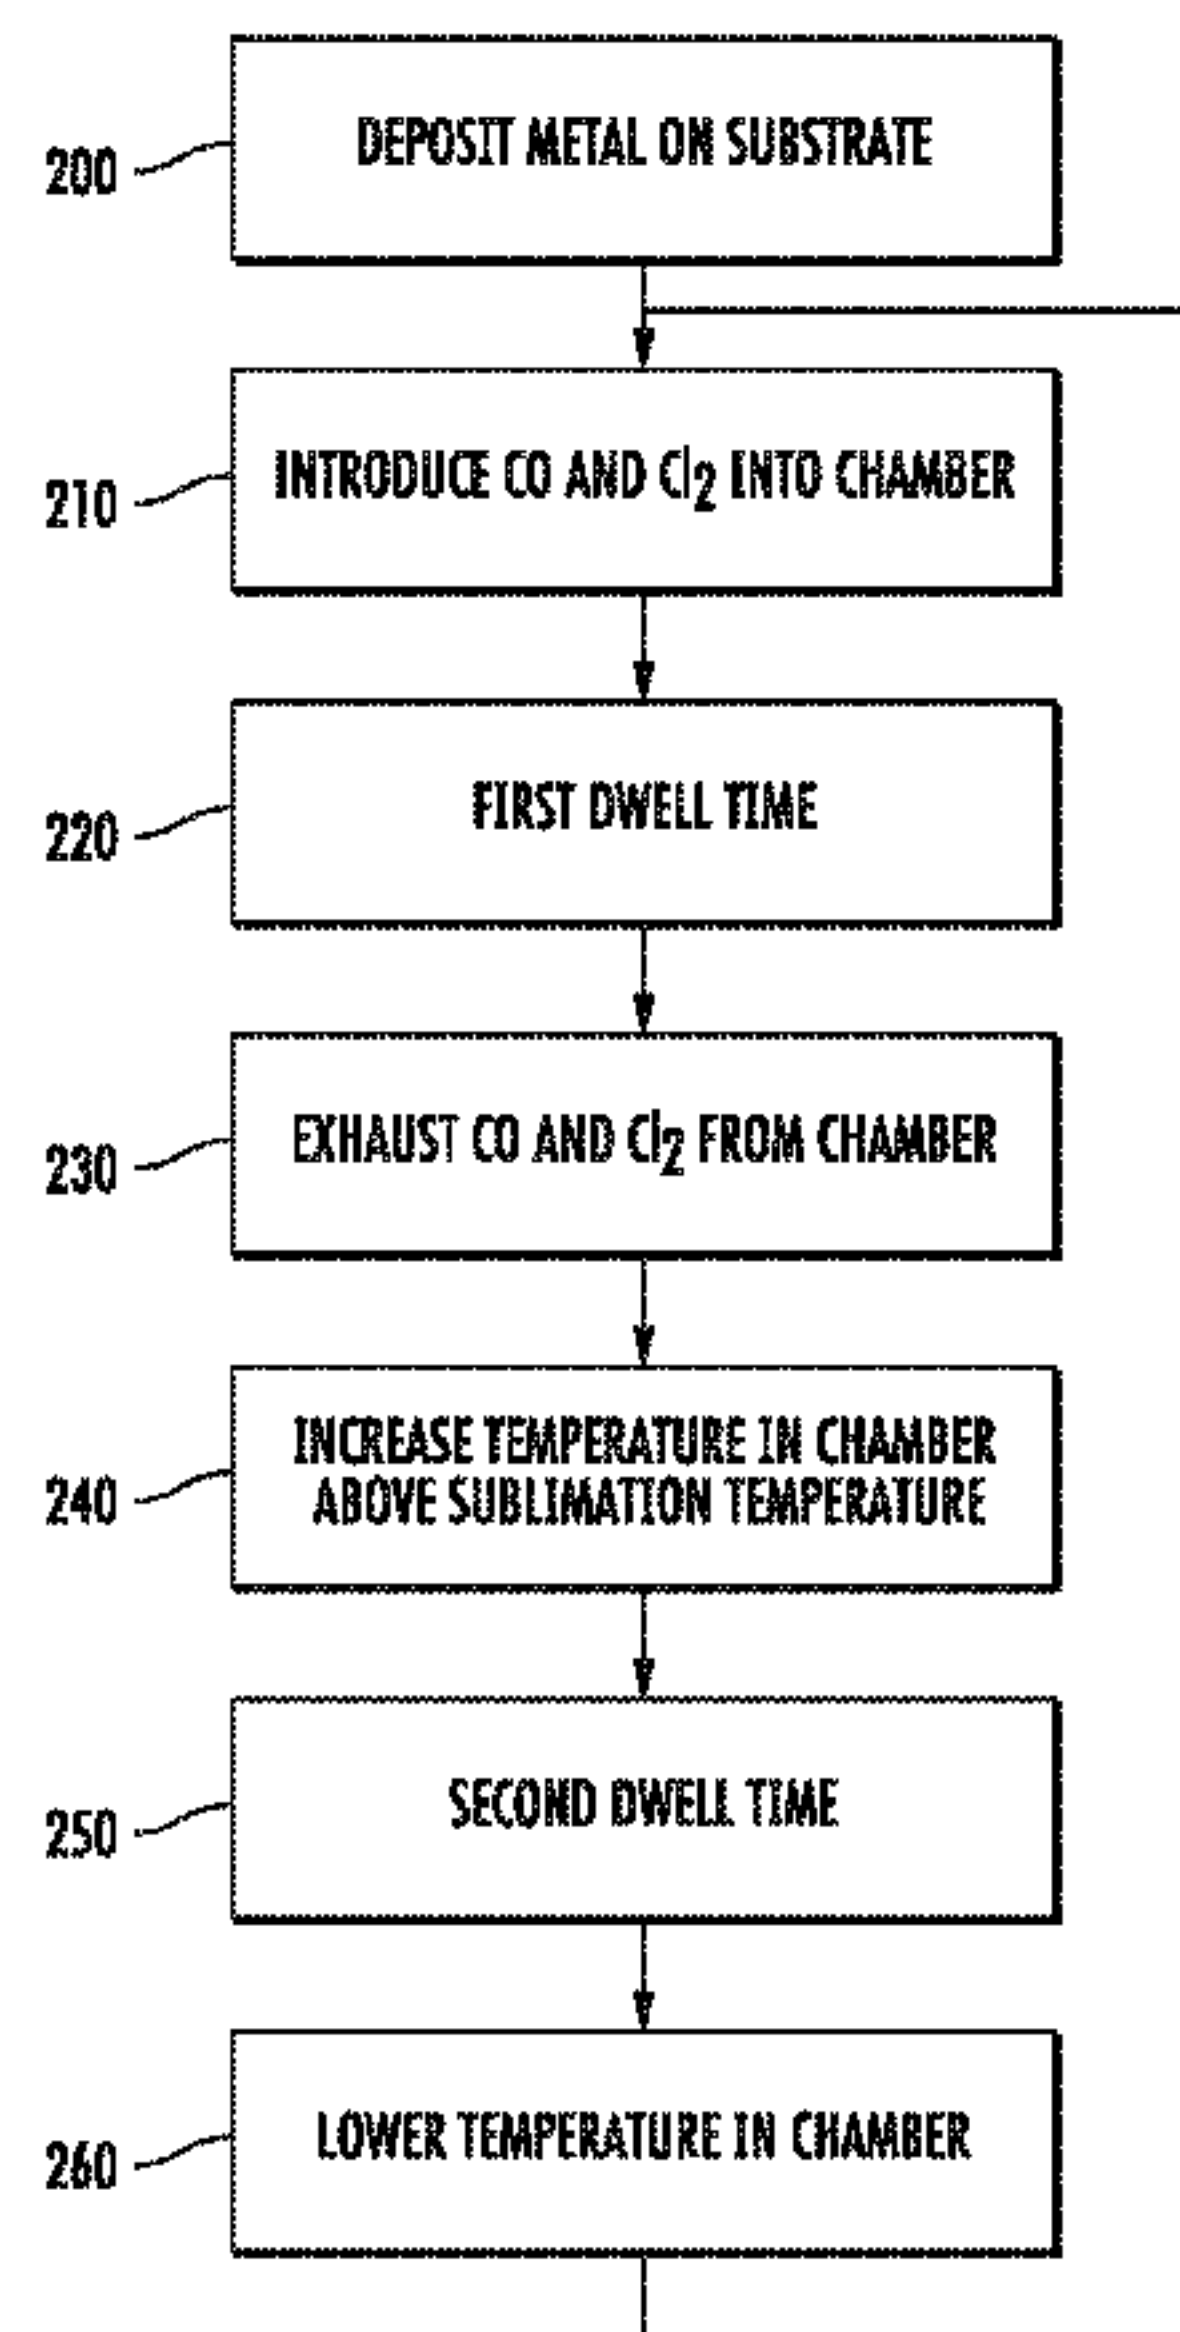 200
DEPOSIT METAL ON SUBSTRATE
210
INTRODUCE CO AND Cl2 INTO CHAMBER
220
FIRST DWELL TIME
230
EXHAUST CO AND Cl2 FROM CHAMBER
240
INCREASE TEMPERATURE IN CHAMBER
ABOVE SUBLIMATION TEMPERATURE
250
SECOND DWELL TIME
260
LOWER TEMPERATURE IN CHAMBER